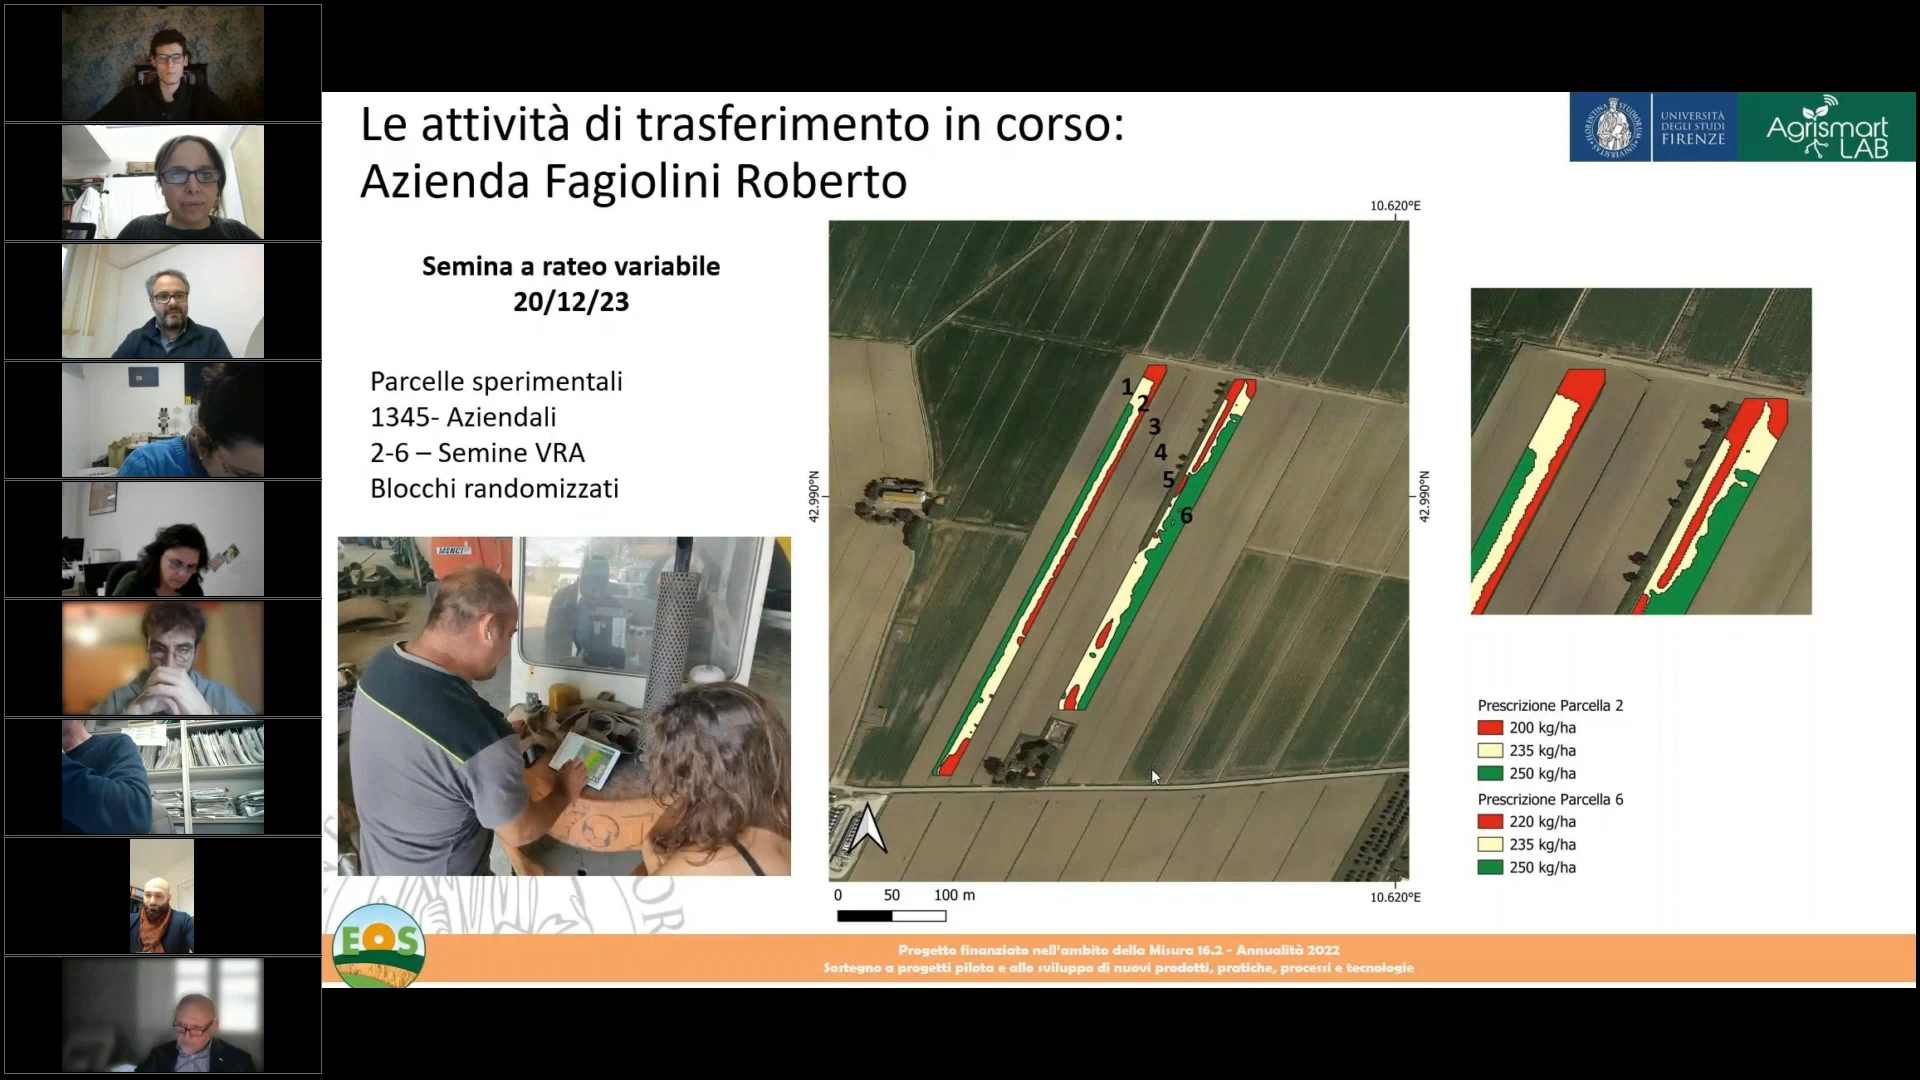 Le attività di trasferimento in corso:
Azienda Fagiolini Roberto
UNIVERSITÀ
DEGLI STUDI
FIRENZE
Agrismart
LAB
Semina a rateo variabile
20/12/23
Parcelle sperimentali
1345- Aziendali
2-6 – Semine VRA
Blocchi randomizzati
MENCI
10.620°E
42.990°N
42.990°N
1
2
3
4
5
6
0 50 100 m
10.620°E
Prescrizione Parcella 2
200 kg/ha
235 kg/ha
250 kg/ha
Prescrizione Parcella 6
220 kg/ha
235 kg/ha
250 kg/ha
EOS
Progetto finanziato nell'ambito della Misura 16.2 - Annualità 2022
Sostegno a progetti pilota e allo sviluppo di nuovi prodotti, pratiche, processi e tecnologie